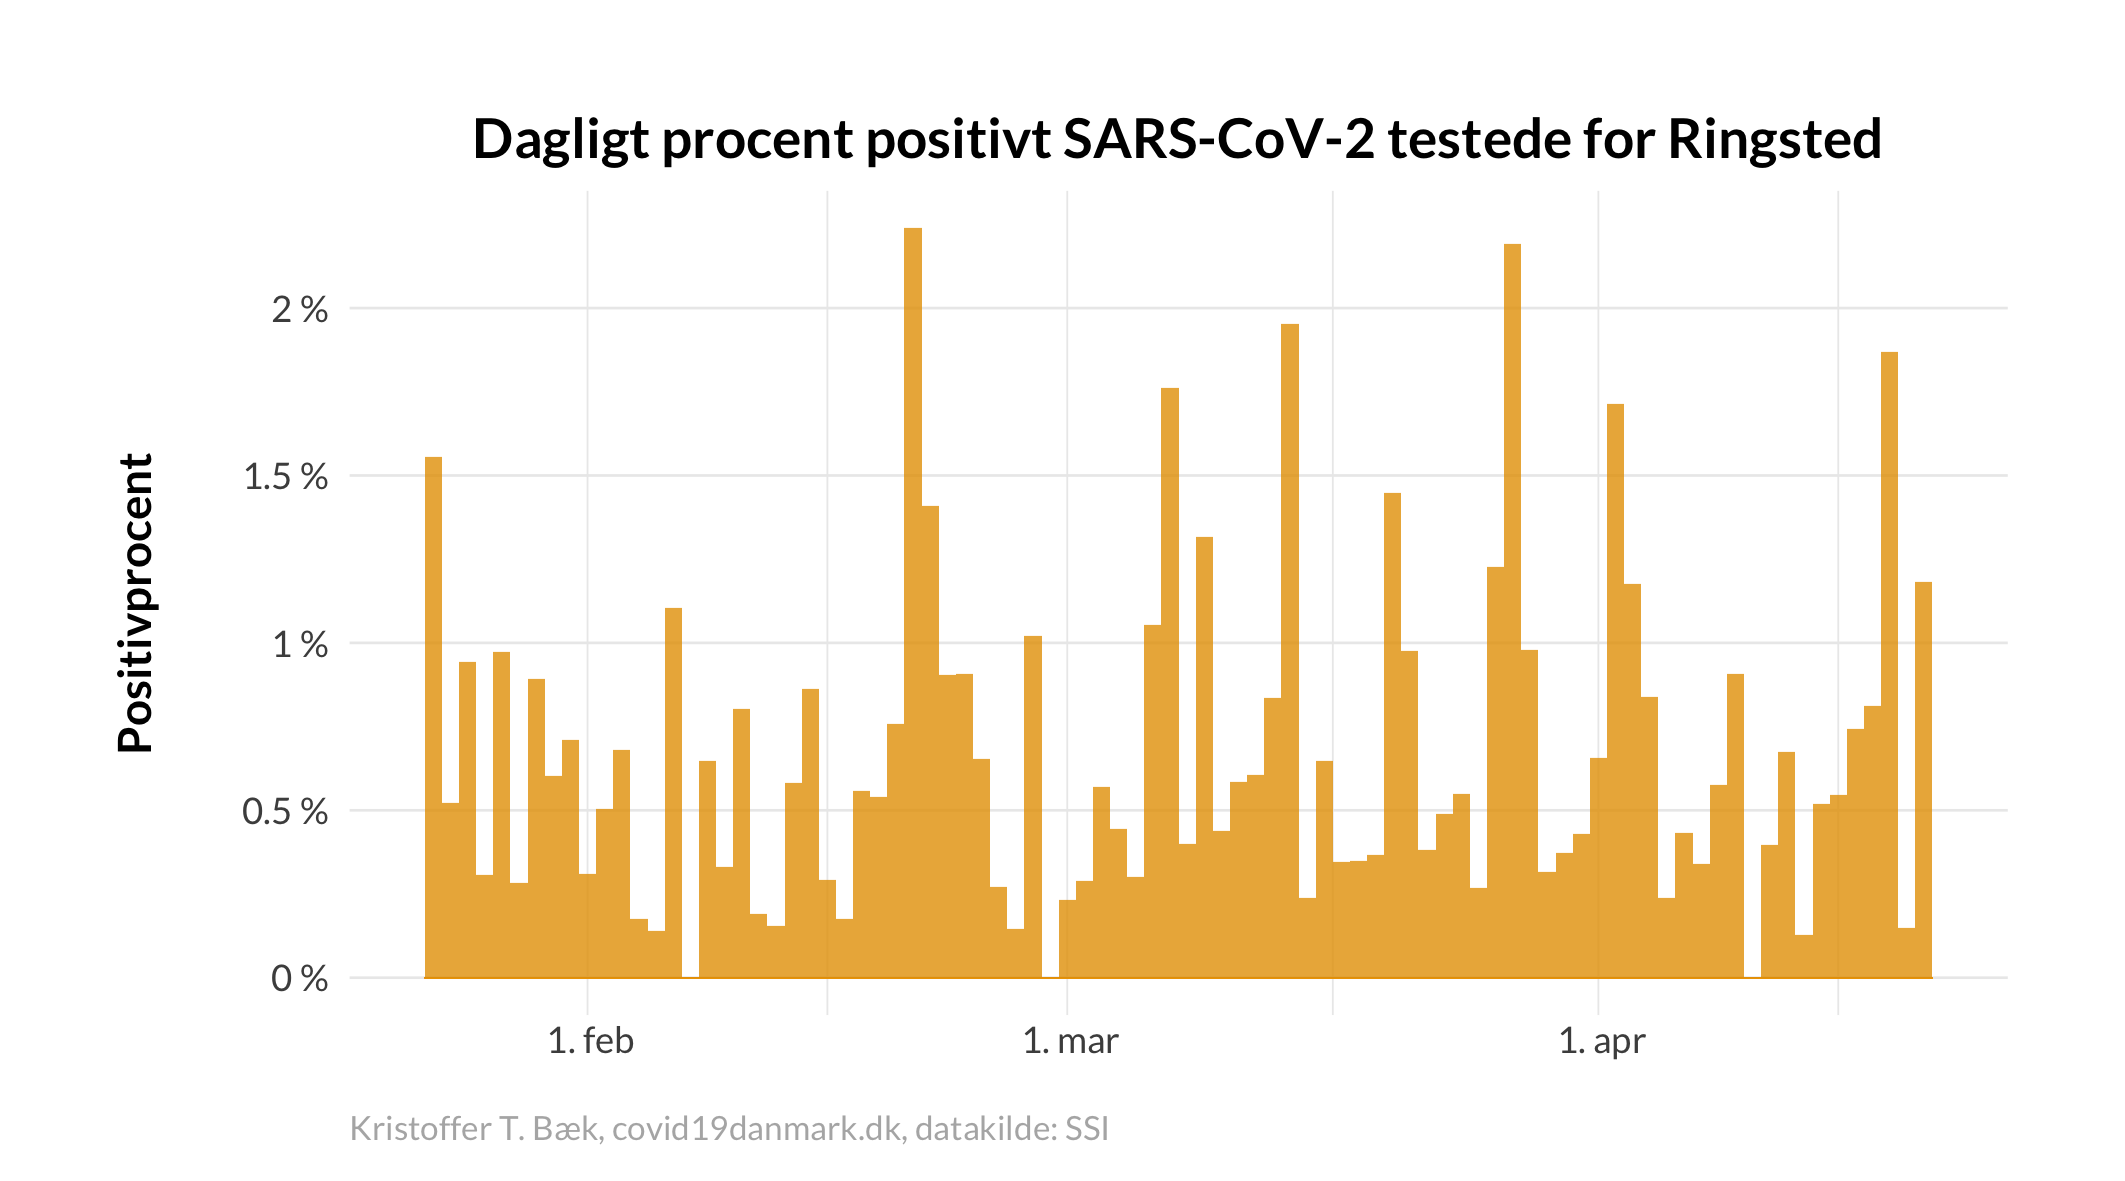 Dagligt procent positivt SARS-CoV-2 testede for Ringsted
Positivprocent
2 %
1.5 %
1 %
0.5 %
0 %
1. feb
1. mar
1. apr
Kristoffer T. Bæk, covid19danmark.dk, datakilde: SSI